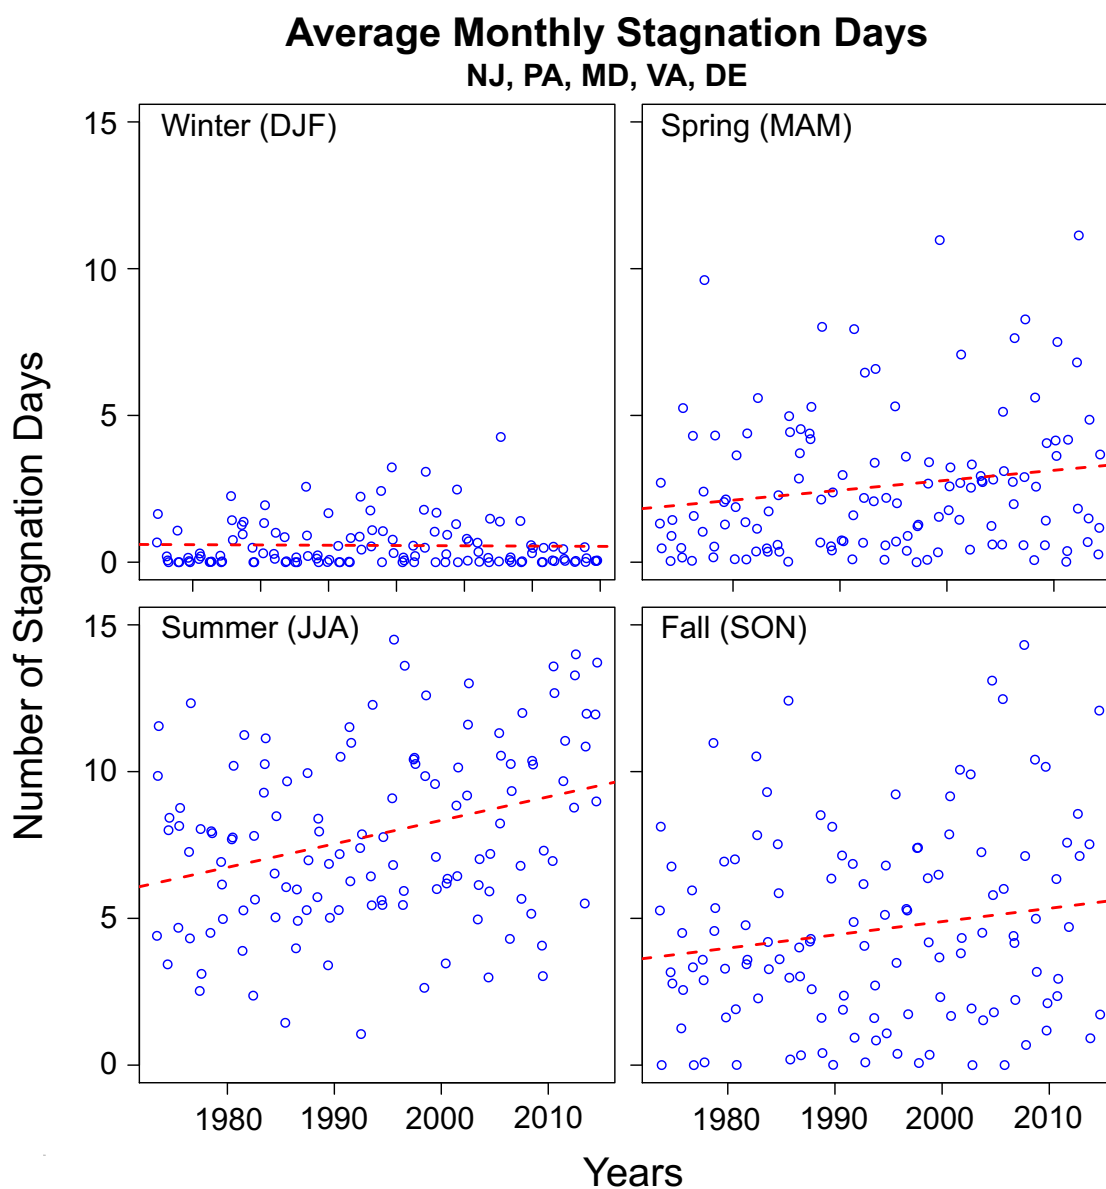 Average Monthly Stagnation Days
NJ, PA, MD, VA, DE
Winter (DJF)
Spring (MAM)
15
10
5
0
Number of Stagnation Days
Summer (JJA)
Fall (SON)
15
10
5
0
1980 1990 2000 2010
1980 1990 2000 2010
Years